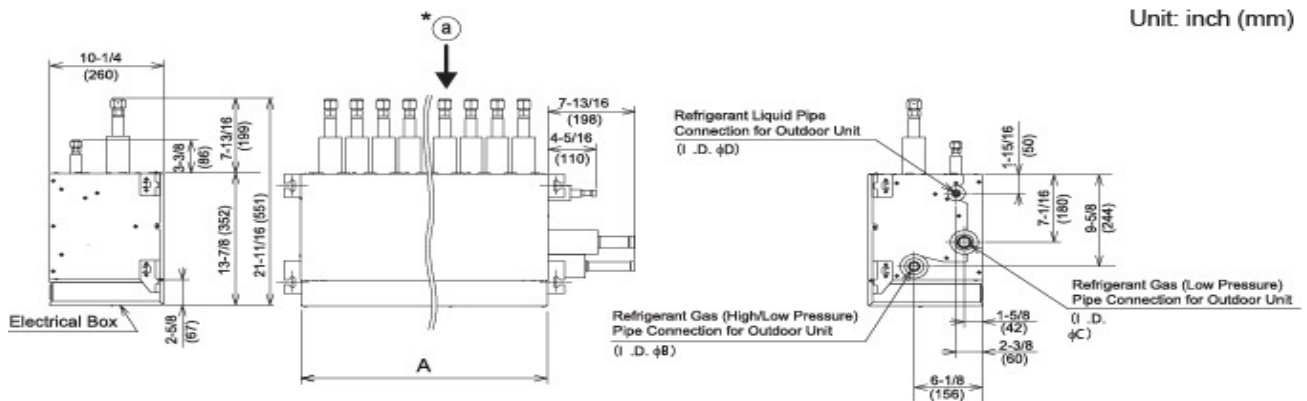 Unit: inch (mm)
* a
10-1/4
(260)
3-3/8
(86)
7-13/16
(199)
13-7/8 (352)
21-11/16 (551)
2-5/8
(67)
Electrical Box
7-13/16
(198)
4-5/16
(110)
A
Refrigerant Liquid Pipe
Connection for Outdoor Unit
(I .D. ϕD)
1-15/16
(50)
7-1/16
(180)
9-5/8
(244)
Refrigerant Gas (High/Low Pressure)
Pipe Connection for Outdoor Unit
(I .D. ϕB)
Refrigerant Gas (Low Pressure)
Pipe Connection for Outdoor Unit
(I .D.
ϕC)
1-5/8
(42)
2-3/8
(60)
6-1/8
(156)